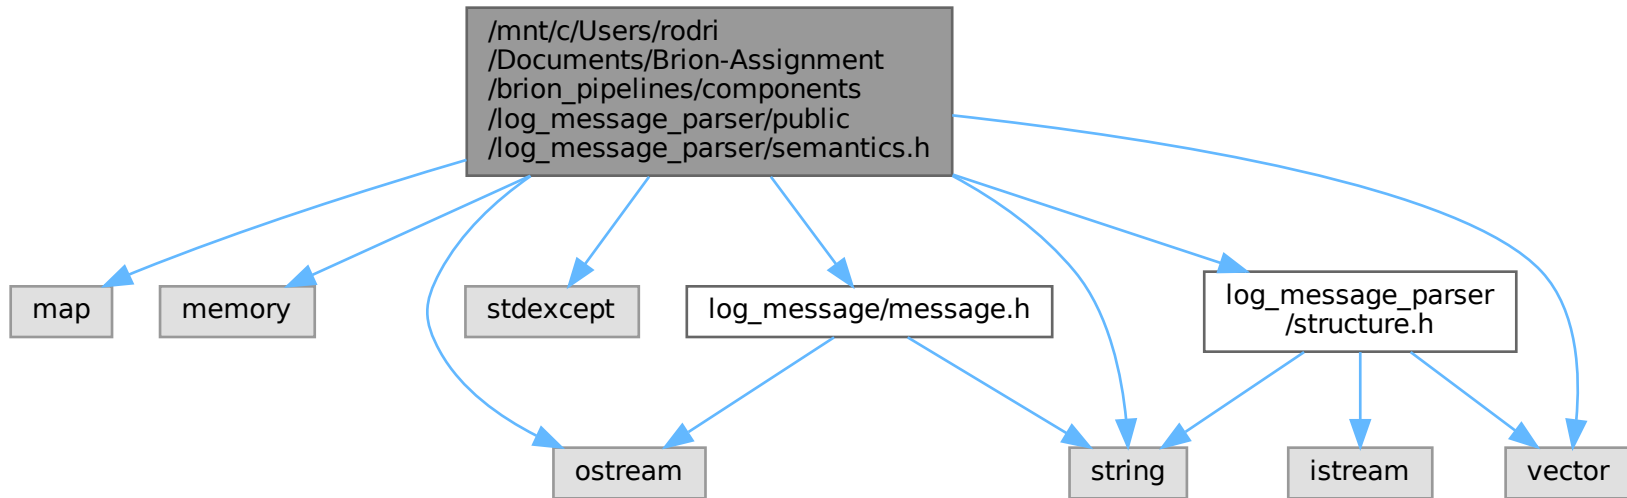 /mnt/c/Users/rodri
/Documents/Brion-Assignment
/brion_pipelines/components
/log_message_parser/public
/log_message_parser/semantics.h
map
memory
stdexcept
log_message/message.h
log_message_parser
/structure.h
ostream
string
istream
vector